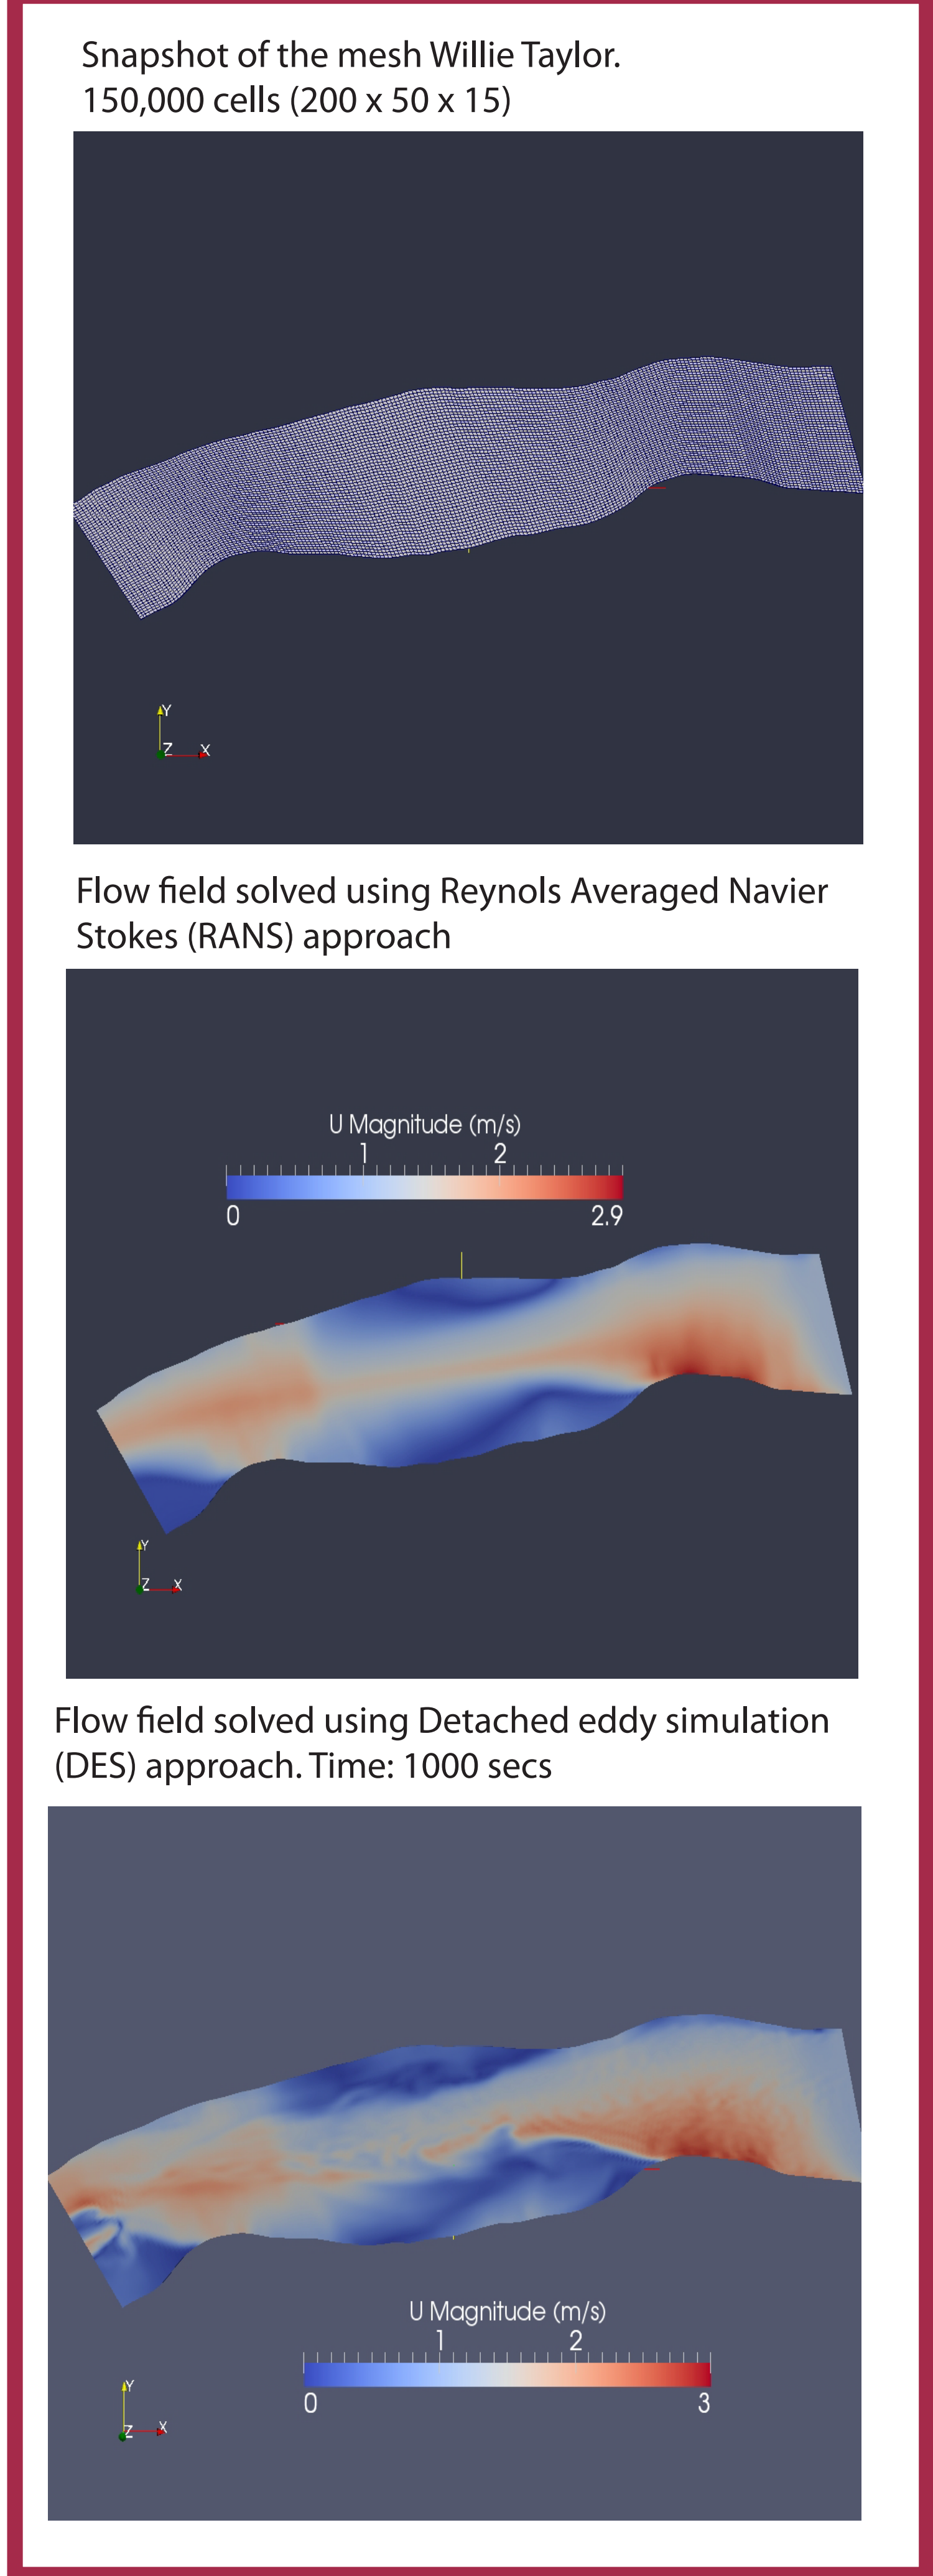 Snapshot of the mesh Willie Taylor.
150,000 cells (200 x 50 x 15)
Y
Z X
Flow field solved using Reynols Averaged Navier
Stokes (RANS) approach
U Magnitude (m/s)
1 2
0 2.9
Y
Z X
Flow field solved using Detached eddy simulation
(DES) approach. Time: 1000 secs
U Magnitude (m/s)
1 2
0 3
Y
Z X